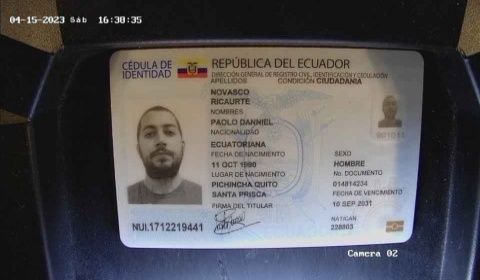 04-15-2023 Sáb 16:30:35
CÉDULA DE IDENTIDAD
REPÚBLICA DEL ECUADOR
DIRECCIÓN GENERAL DE REGISTRO CIVIL, IDENTIFICACIÓN Y CEDULACIÓN
APELLIDOS CONDICIÓN CIUDADANÍA
NOVASCO
RICAURTE
NOMBRES
PAOLO DANNIEL
NACIONALIDAD
ECUATORIANA
FECHA DE NACIMIENTO
11 OCT 1990
LUGAR DE NACIMIENTO
PICHINCHA QUITO
SANTA PRISCA
FIRMA DEL TITULAR
SEXO
HOMBRE
No. DOCUMENTO
014814234
FECHA DE VENCIMIENTO
10 SEP 2031
NAT/CAN
228803
NUI.1712219441
Camera 02